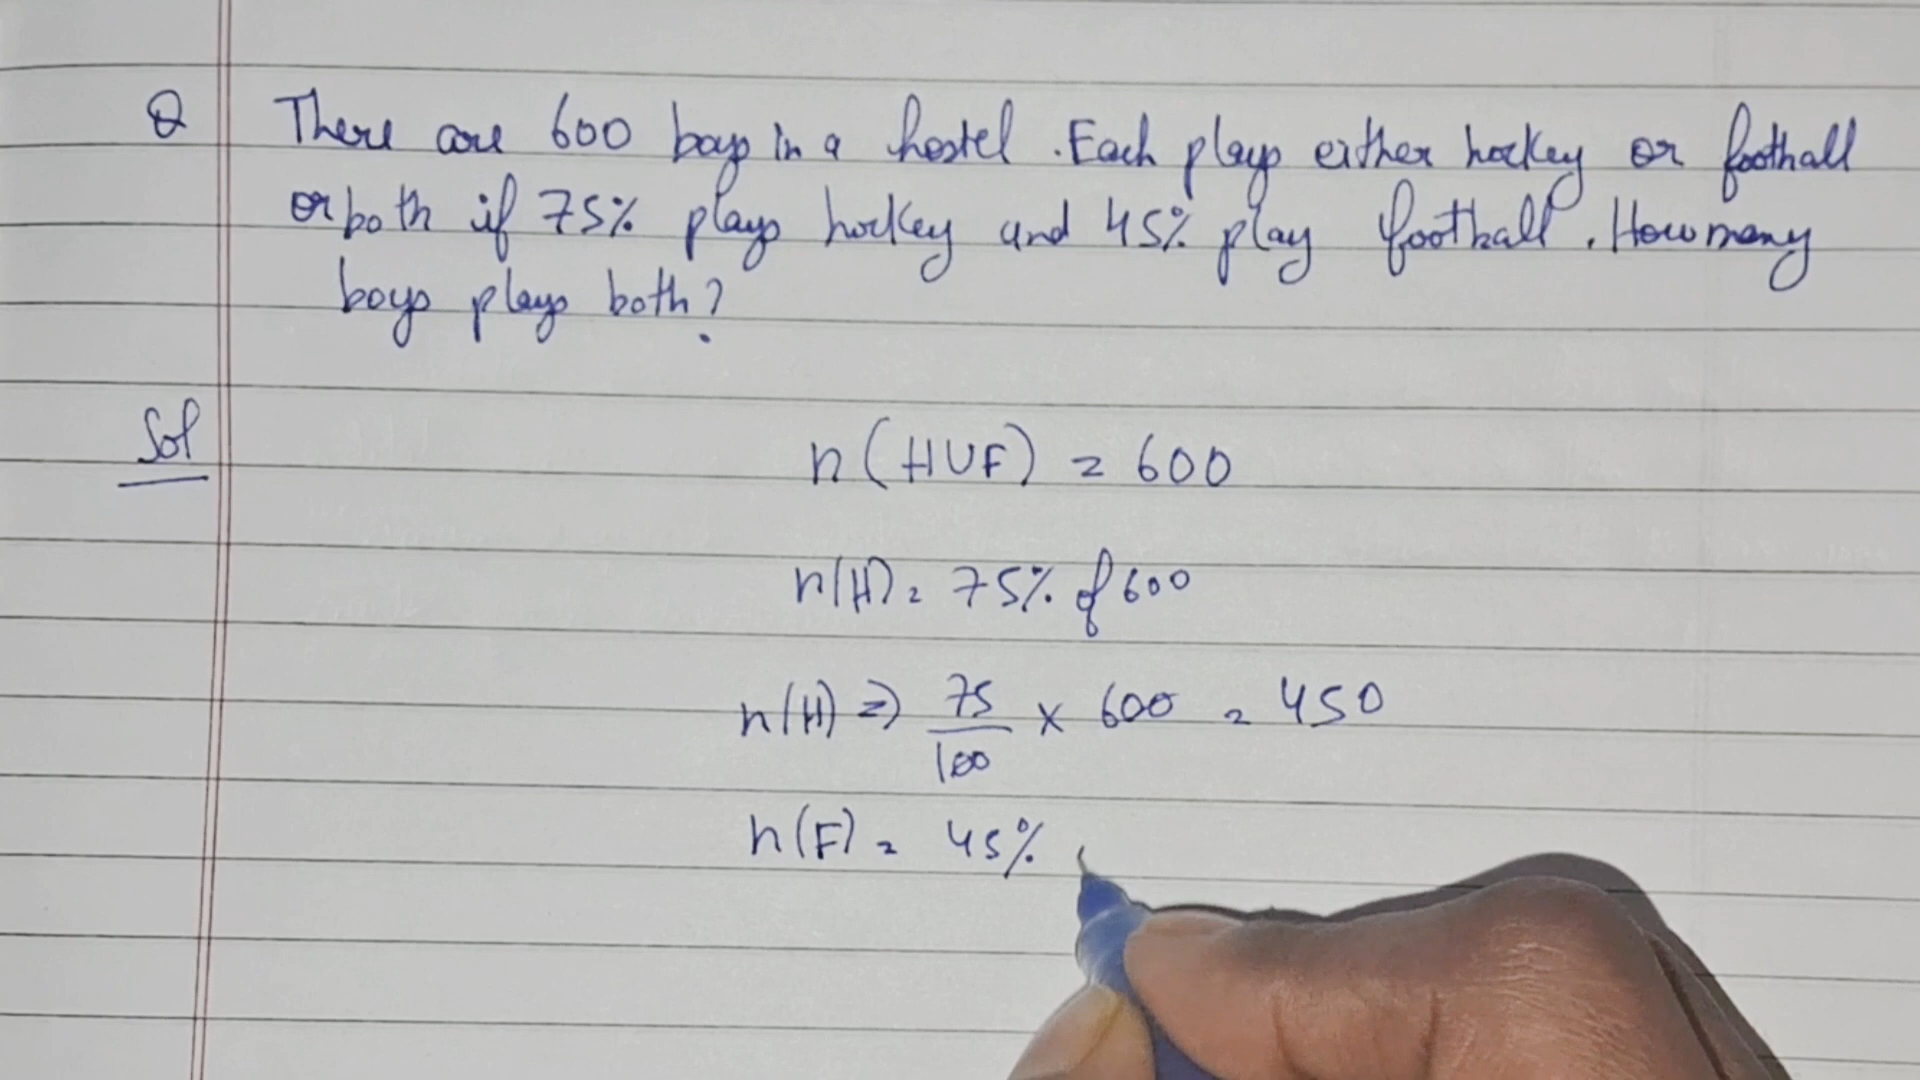 Q There are 600 boys in a hostel. Each plays either hockey or football
or both if 75% plays hockey and 45% play football. How many
boys plays both?
Sol
n(HUF) = 600
n(H) = 75% of 600
n(H) => 75/100 x 600 = 450
n(F) = 45%